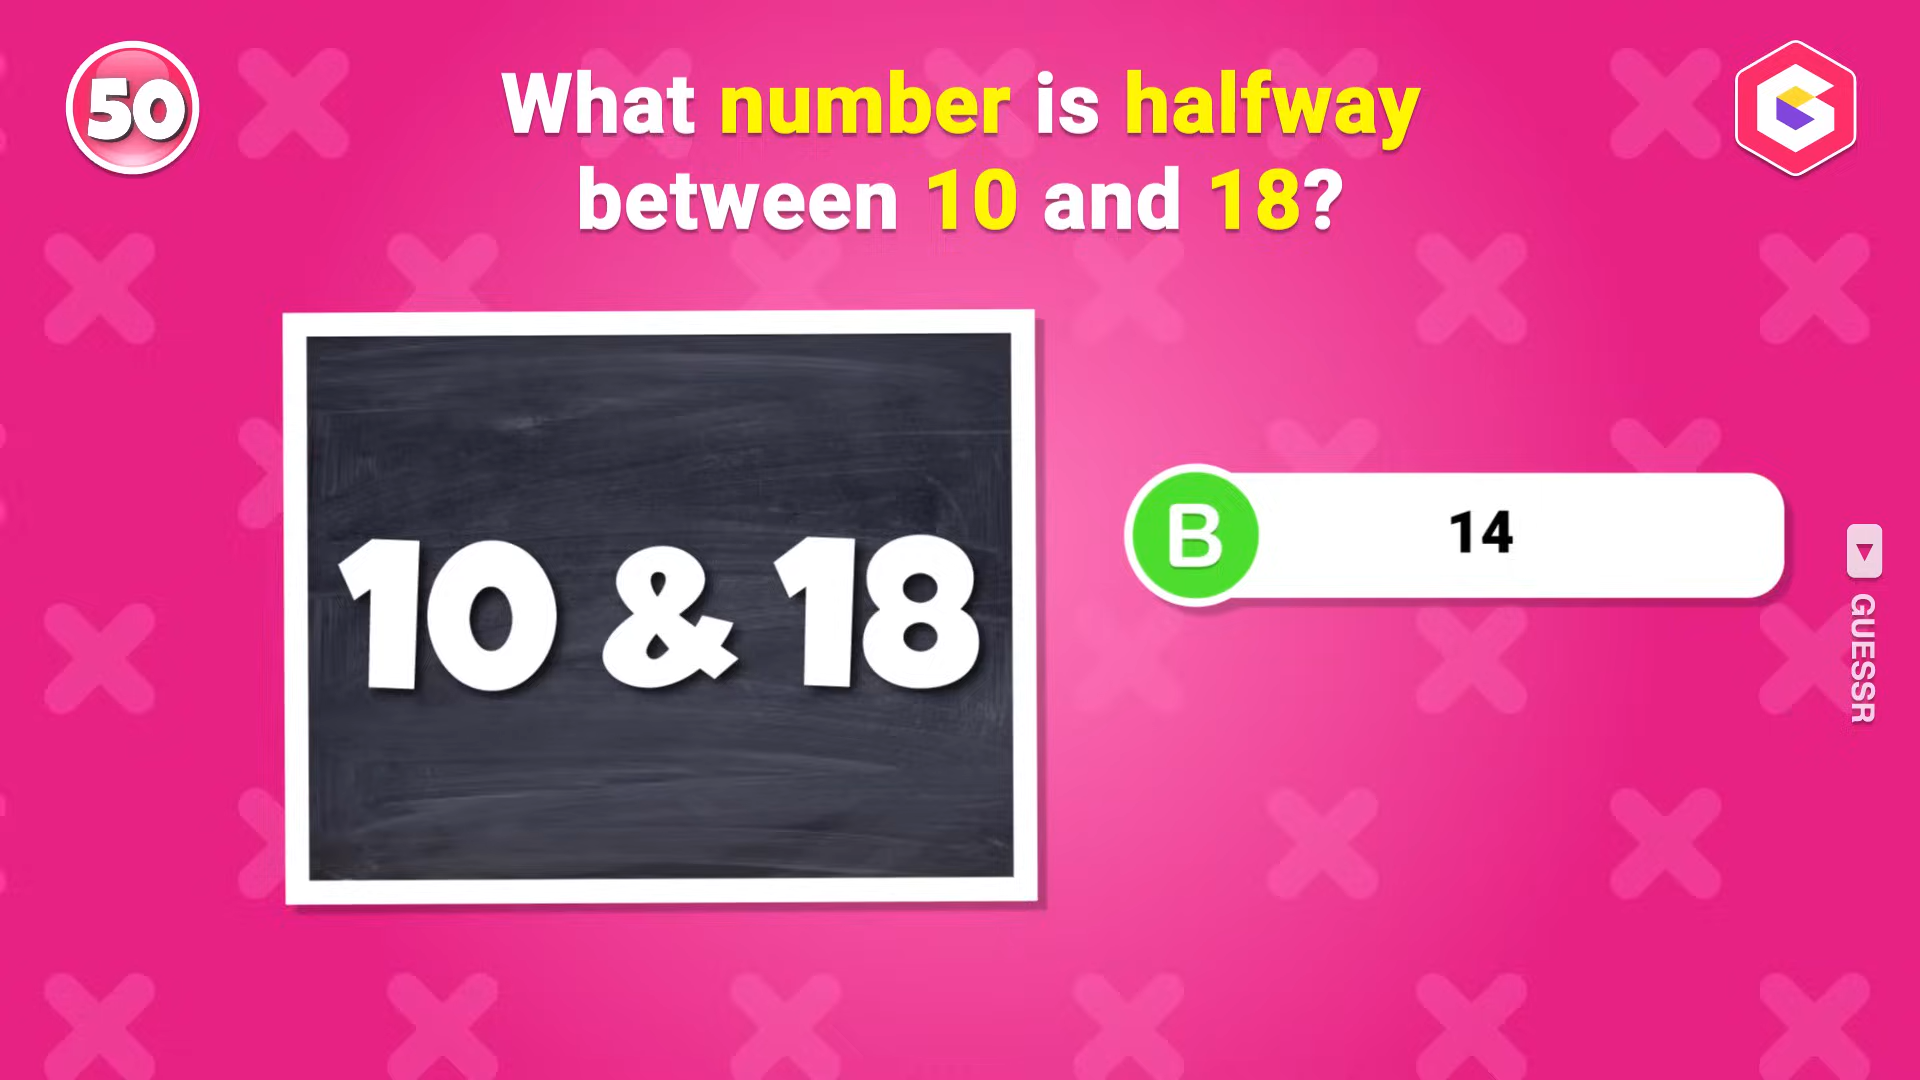 50
What number is halfway
between 10 and 18?
10 & 18
B
14
GUESSR